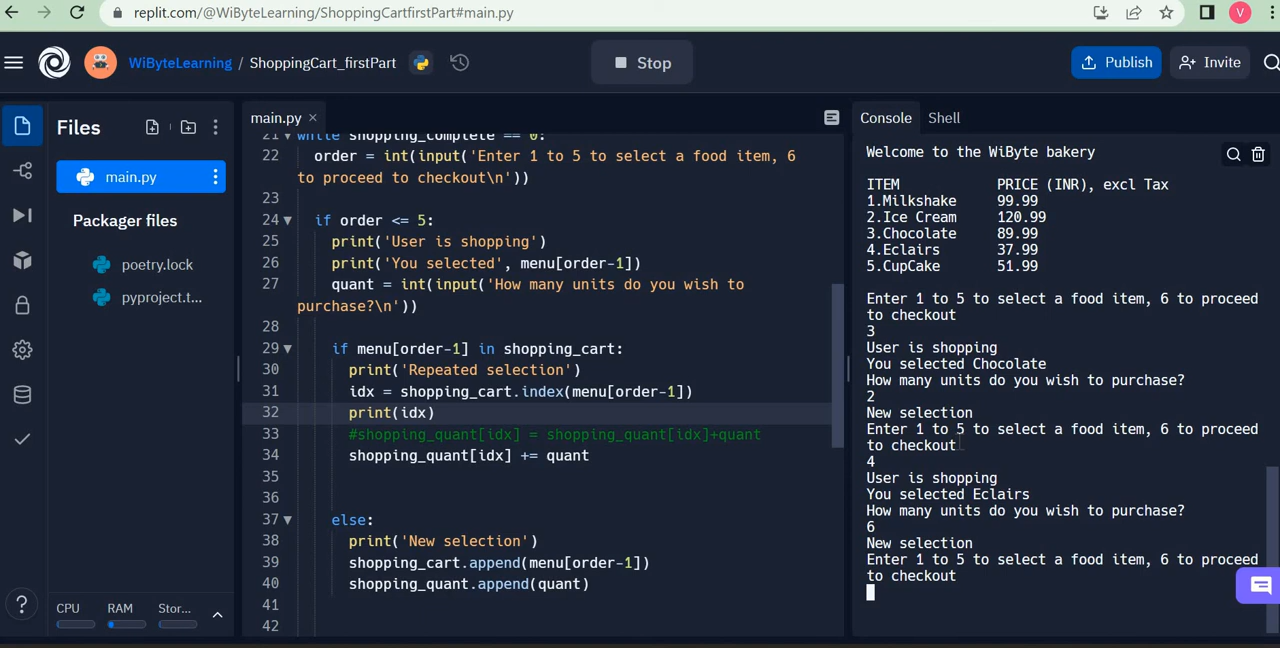 replit.com/@WiByteLearning/ShoppingCartfirstPart#main.py
V
WiByteLearning / ShoppingCart_firstPart
Stop
Publish
Invite
Files
main.py
Packager files
poetry.lock
pyproject.t...
CPU RAM Stor...
?
main.py ×
21 while shopping_complete == 0:
22 order = int(input('Enter 1 to 5 to select a food item, 6
to proceed to checkout\n'))
23
24 if order <= 5:
25 print('User is shopping')
26 print('You selected', menu[order-1])
27 quant = int(input('How many units do you wish to
purchase?\n'))
28
29 if menu[order-1] in shopping_cart:
30 print('Repeated selection')
31 idx = shopping_cart.index(menu[order-1])
32 print(idx)
33 #shopping_quant[idx] = shopping_quant[idx]+quant
34 shopping_quant[idx] += quant
35
36
37 else:
38 print('New selection')
39 shopping_cart.append(menu[order-1])
40 shopping_quant.append(quant)
41
42
Console Shell
Welcome to the WiByte bakery
ITEM PRICE (INR), excl Tax
1.Milkshake 99.99
2.Ice Cream 120.99
3.Chocolate 89.99
4.Eclairs 37.99
5.CupCake 51.99
Enter 1 to 5 to select a food item, 6 to proceed
to checkout
3
User is shopping
You selected Chocolate
How many units do you wish to purchase?
2
New selection
Enter 1 to 5 to select a food item, 6 to proceed
to checkout
4
User is shopping
You selected Eclairs
How many units do you wish to purchase?
6
New selection
Enter 1 to 5 to select a food item, 6 to proceed
to checkout